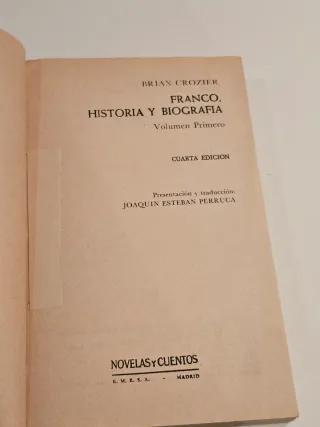 BRIAN CROZIER
FRANCO,
HISTORIA Y BIOGRAFIA
Volumen Primero
CUARTA EDICION
Presentación y traducción:
JOAQUIN ESTEBAN PERRUCA
NOVELAS Y CUENTOS
E. M. E. S. A. - MADRID